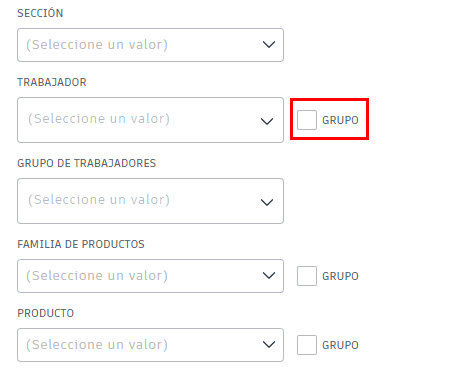 SECCIÓN
(Seleccione un valor)
TRABAJADOR
(Seleccione un valor) GRUPO
GRUPO DE TRABAJADORES
(Seleccione un valor)
FAMILIA DE PRODUCTOS
(Seleccione un valor) GRUPO
PRODUCTO
(Seleccione un valor) GRUPO